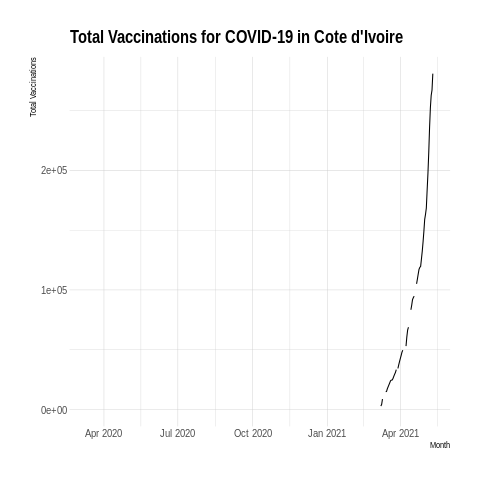 Total Vaccinations for COVID-19 in Cote d'Ivoire
Total Vaccinations
2e+05
1e+05
0e+00
Apr 2020 Jul 2020 Oct 2020 Jan 2021 Apr 2021
Month